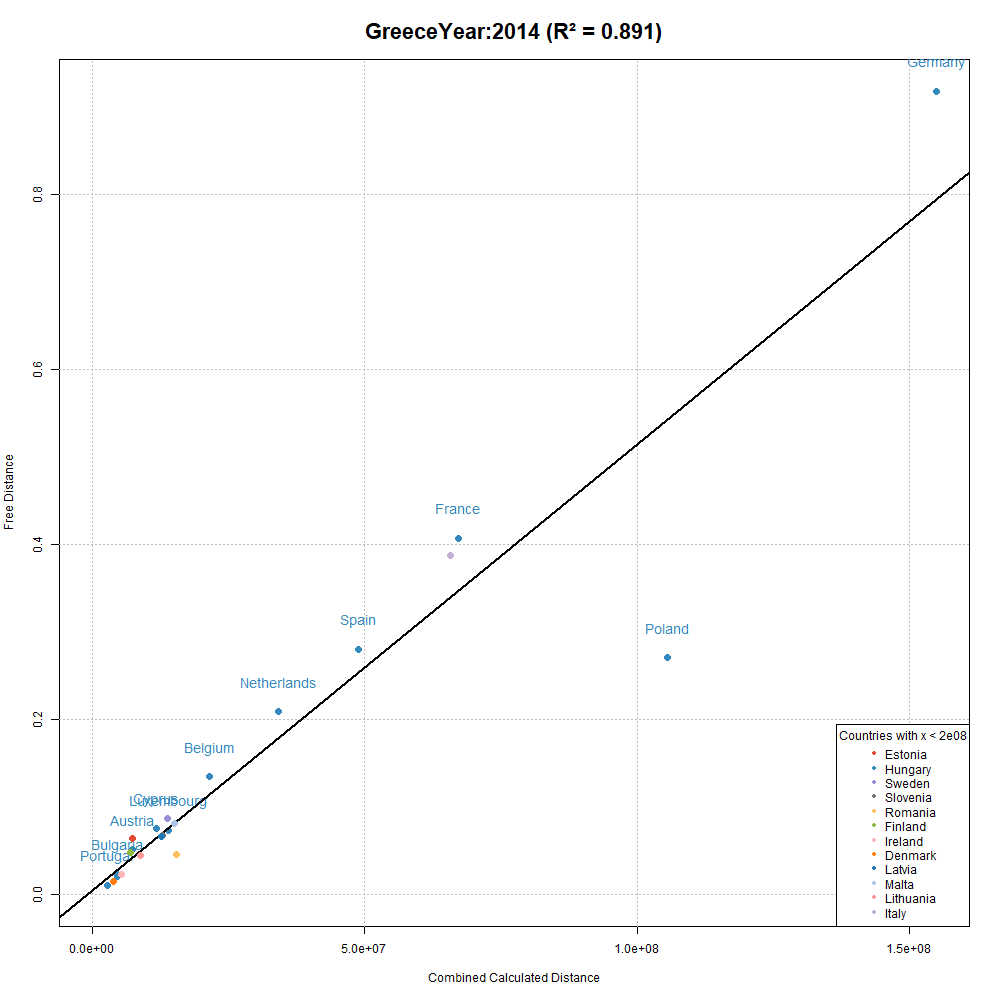 GreeceYear:2014 (R² = 0.891)
Germany
0.8
0.6
Free Distance
France
0.4
Spain
Poland
Netherlands
0.2
Belgium
Cyprus
Luxembourg
Austria
Bulgaria
Portugal
0.0
Countries with x < 2e08
Estonia
Hungary
Sweden
Slovenia
Romania
Finland
Ireland
Denmark
Latvia
Malta
Lithuania
Italy
0.0e+00 5.0e+07 1.0e+08 1.5e+08
Combined Calculated Distance